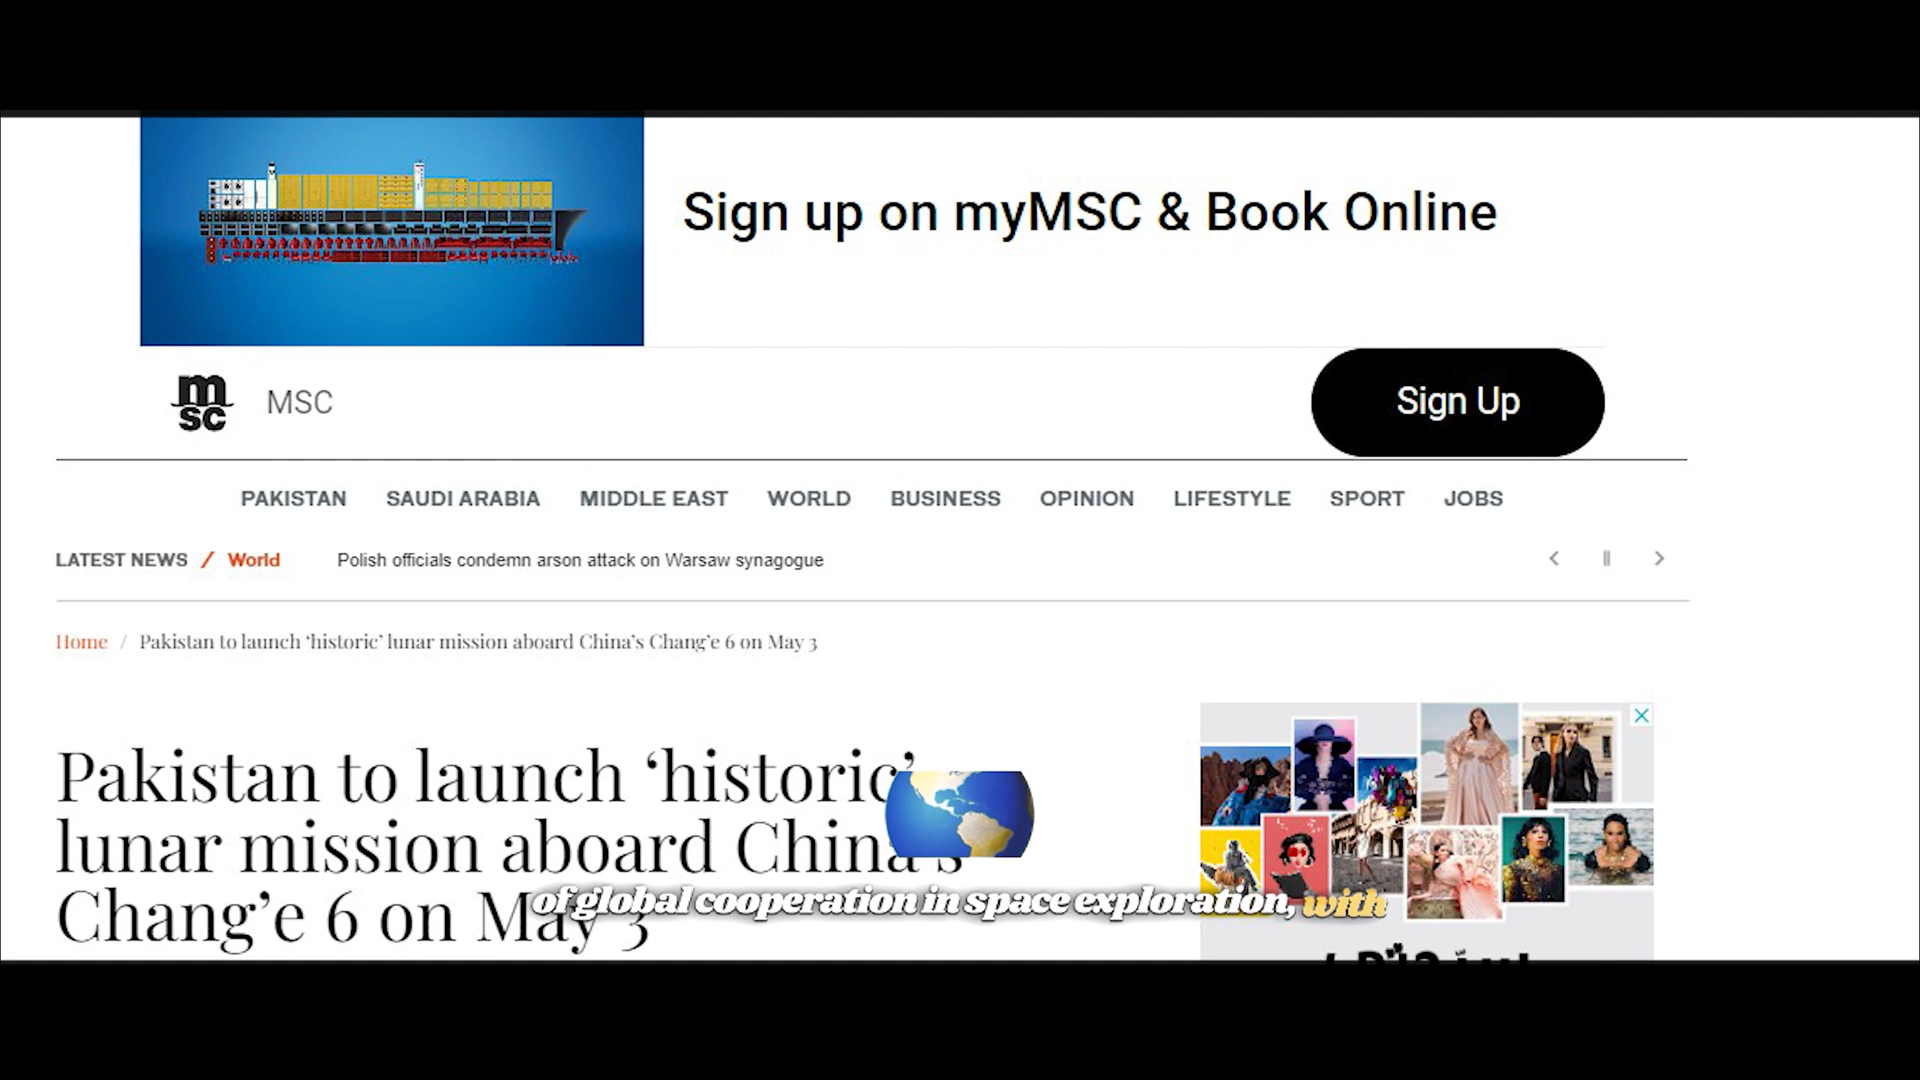 Sign up on myMSC & Book Online
msc MSC
Sign Up
PAKISTAN SAUDI ARABIA MIDDLE EAST WORLD BUSINESS OPINION LIFESTYLE SPORT JOBS
LATEST NEWS / World Polish officials condemn arson attack on Warsaw synagogue
Home / Pakistan to launch ‘historic’ lunar mission aboard China’s Chang’e 6 on May 3
Pakistan to launch ‘historic’
lunar mission aboard China’s
Chang’e 6 on May 3
of global cooperation in space exploration, with